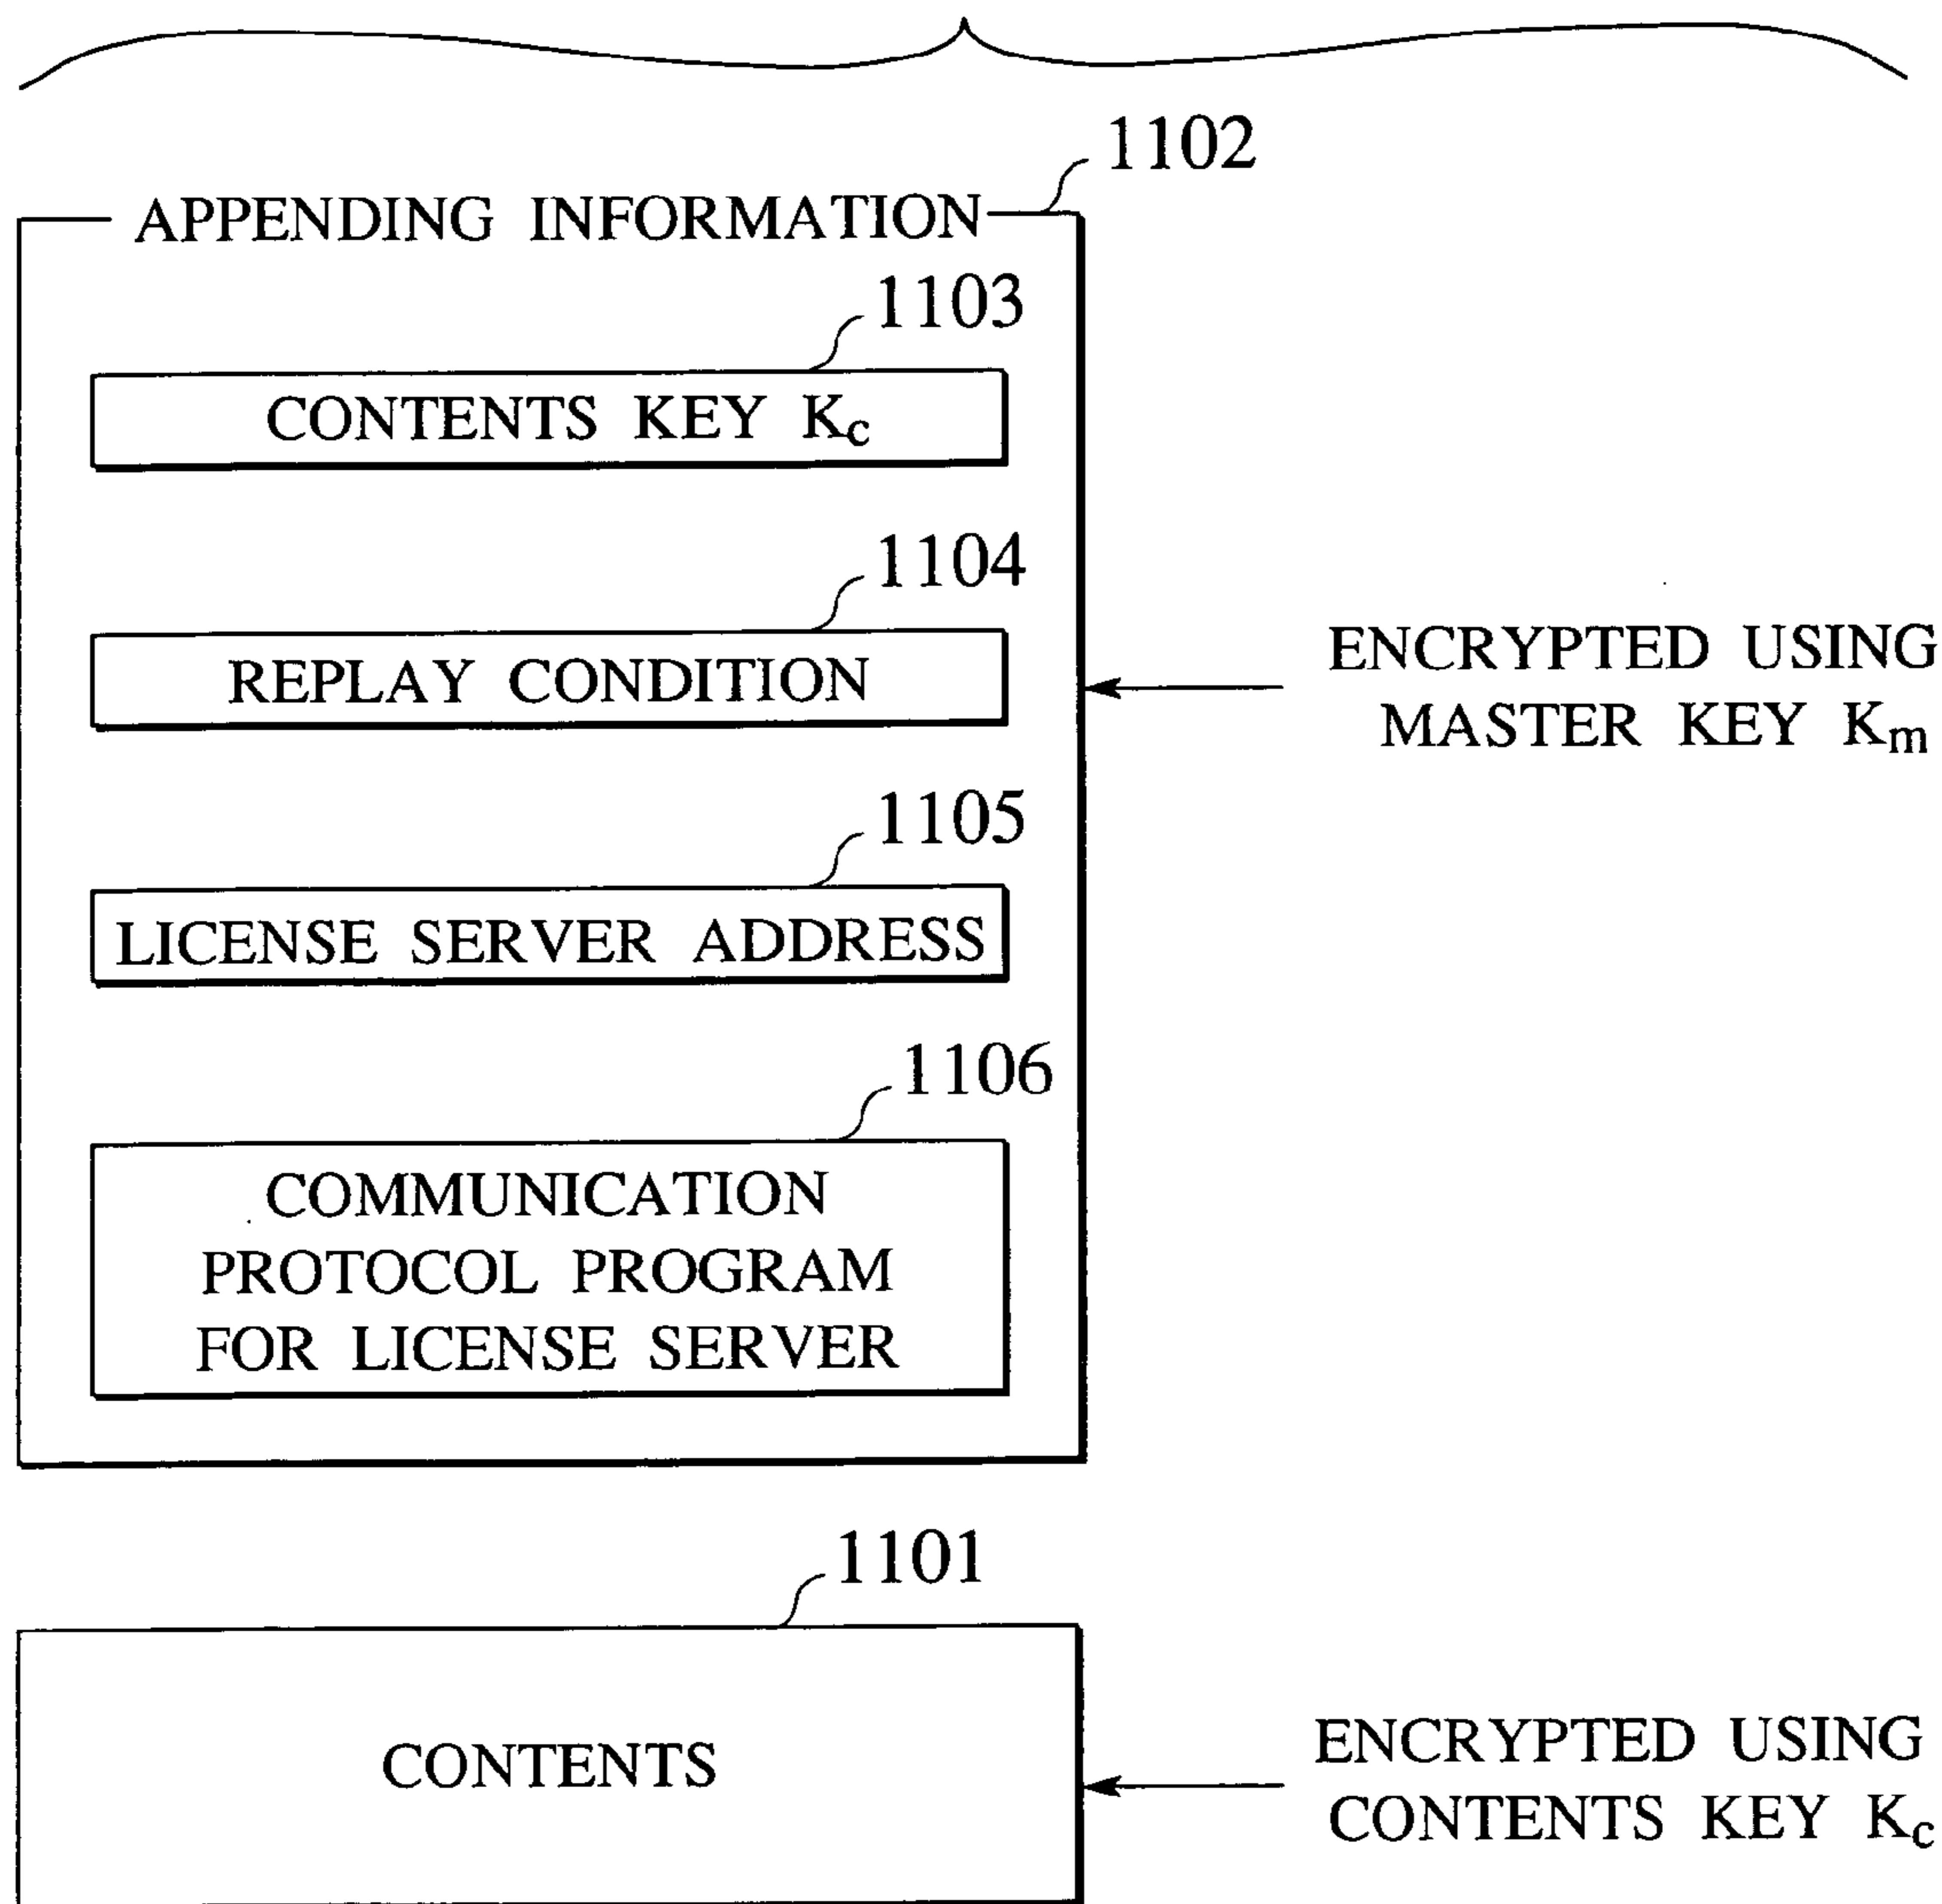 1102
APPENDING INFORMATION
1103
CONTENTS KEY Kc
1104
REPLAY CONDITION
ENCRYPTED USING
MASTER KEY Km
1105
LICENSE SERVER ADDRESS
1106
COMMUNICATION
PROTOCOL PROGRAM
FOR LICENSE SERVER
1101
CONTENTS
ENCRYPTED USING
CONTENTS KEY Kc